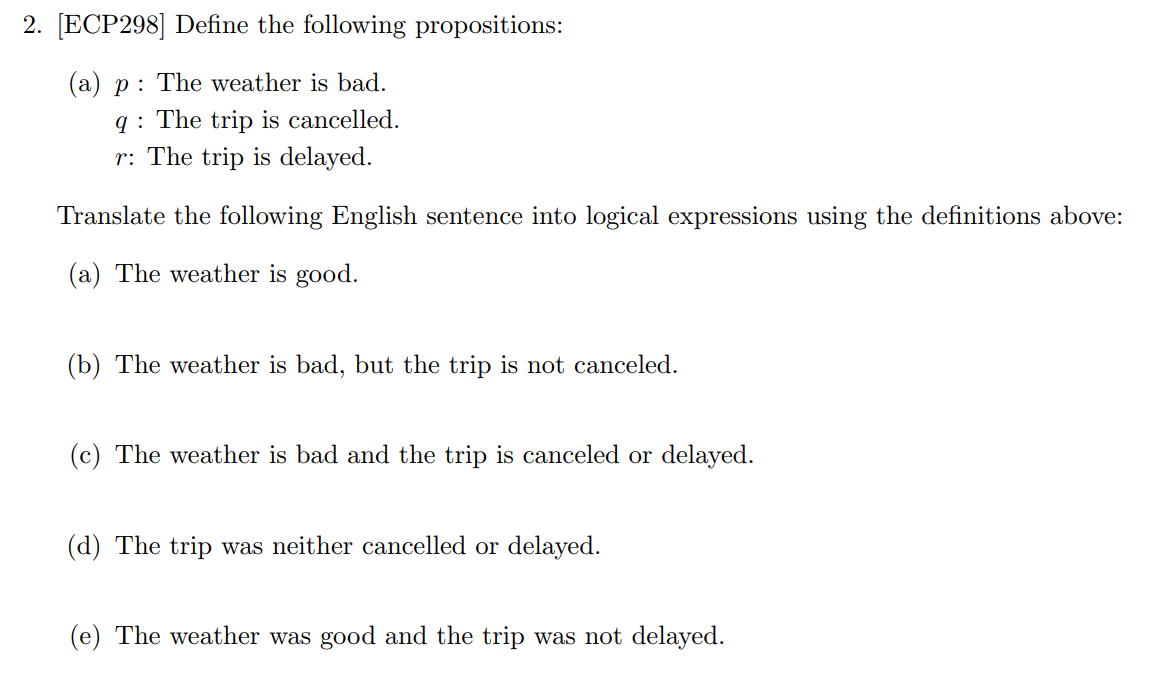 2. [ECP298] Define the following propositions:
(a) p : The weather is bad.
q : The trip is cancelled.
r: The trip is delayed.
Translate the following English sentence into logical expressions using the definitions above:
(a) The weather is good.
(b) The weather is bad, but the trip is not canceled.
(c) The weather is bad and the trip is canceled or delayed.
(d) The trip was neither cancelled or delayed.
(e) The weather was good and the trip was not delayed.